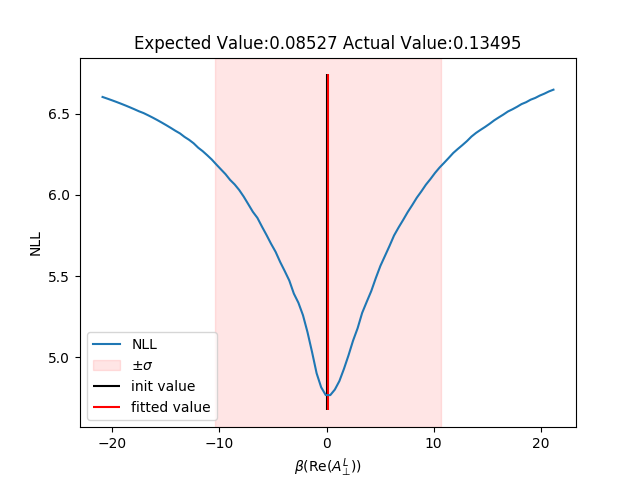 Expected Value:0.08527 Actual Value:0.13495
NLL
6.5
6.0
5.5
5.0
NLL
±σ
init value
fitted value
−20 −10 0 10 20
β(Re(A_⊥^L))